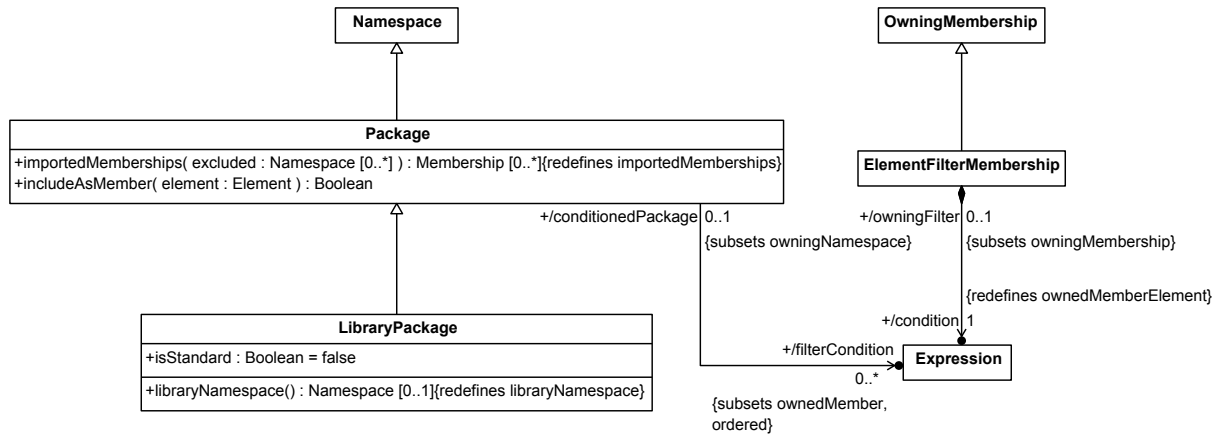 Namespace
OwningMembership
Package
+importedMemberships( excluded : Namespace [0..*] ) : Membership [0..*]{redefines importedMemberships}
+includeAsMember( element : Element ) : Boolean
ElementFilterMembership
+/conditionedPackage 0..1
+/owningFilter 0..1
{subsets owningNamespace}
{subsets owningMembership}
{redefines ownedMemberElement}
+/condition 1
LibraryPackage
+isStandard : Boolean = false
+libraryNamespace() : Namespace [0..1]{redefines libraryNamespace}
+/filterCondition
Expression
0..*
{subsets ownedMember,
ordered}